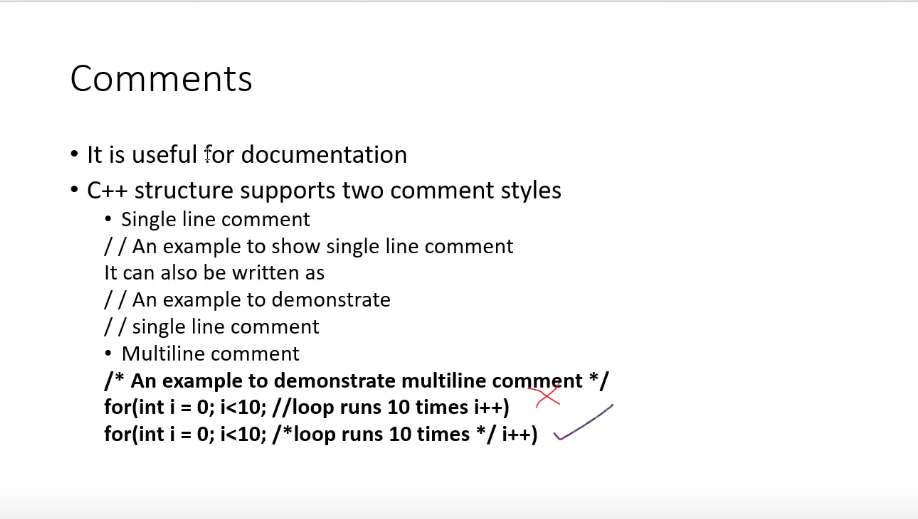 Comments
• It is useful for documentation
• C++ structure supports two comment styles
• Single line comment
/ / An example to show single line comment
It can also be written as
/ / An example to demonstrate
/ / single line comment
• Multiline comment
/* An example to demonstrate multiline comment */
for(int i = 0; i<10; //loop runs 10 times i++)
for(int i = 0; i<10; /*loop runs 10 times */ i++)